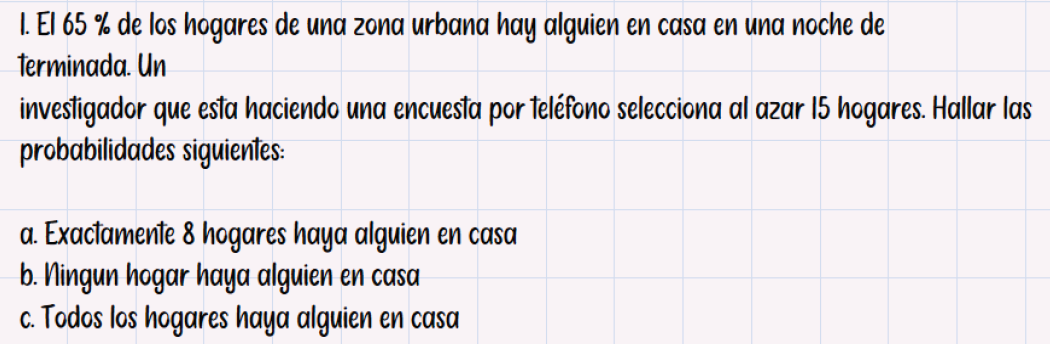 1. El 65 % de los hogares de una zona urbana hay alguien en casa en una noche de
terminada. Un
investigador que esta haciendo una encuesta por teléfono selecciona al azar 15 hogares. Hallar las
probabilidades siguientes:
a. Exactamente 8 hogares haya alguien en casa
b. Ningun hogar haya alguien en casa
c. Todos los hogares haya alguien en casa